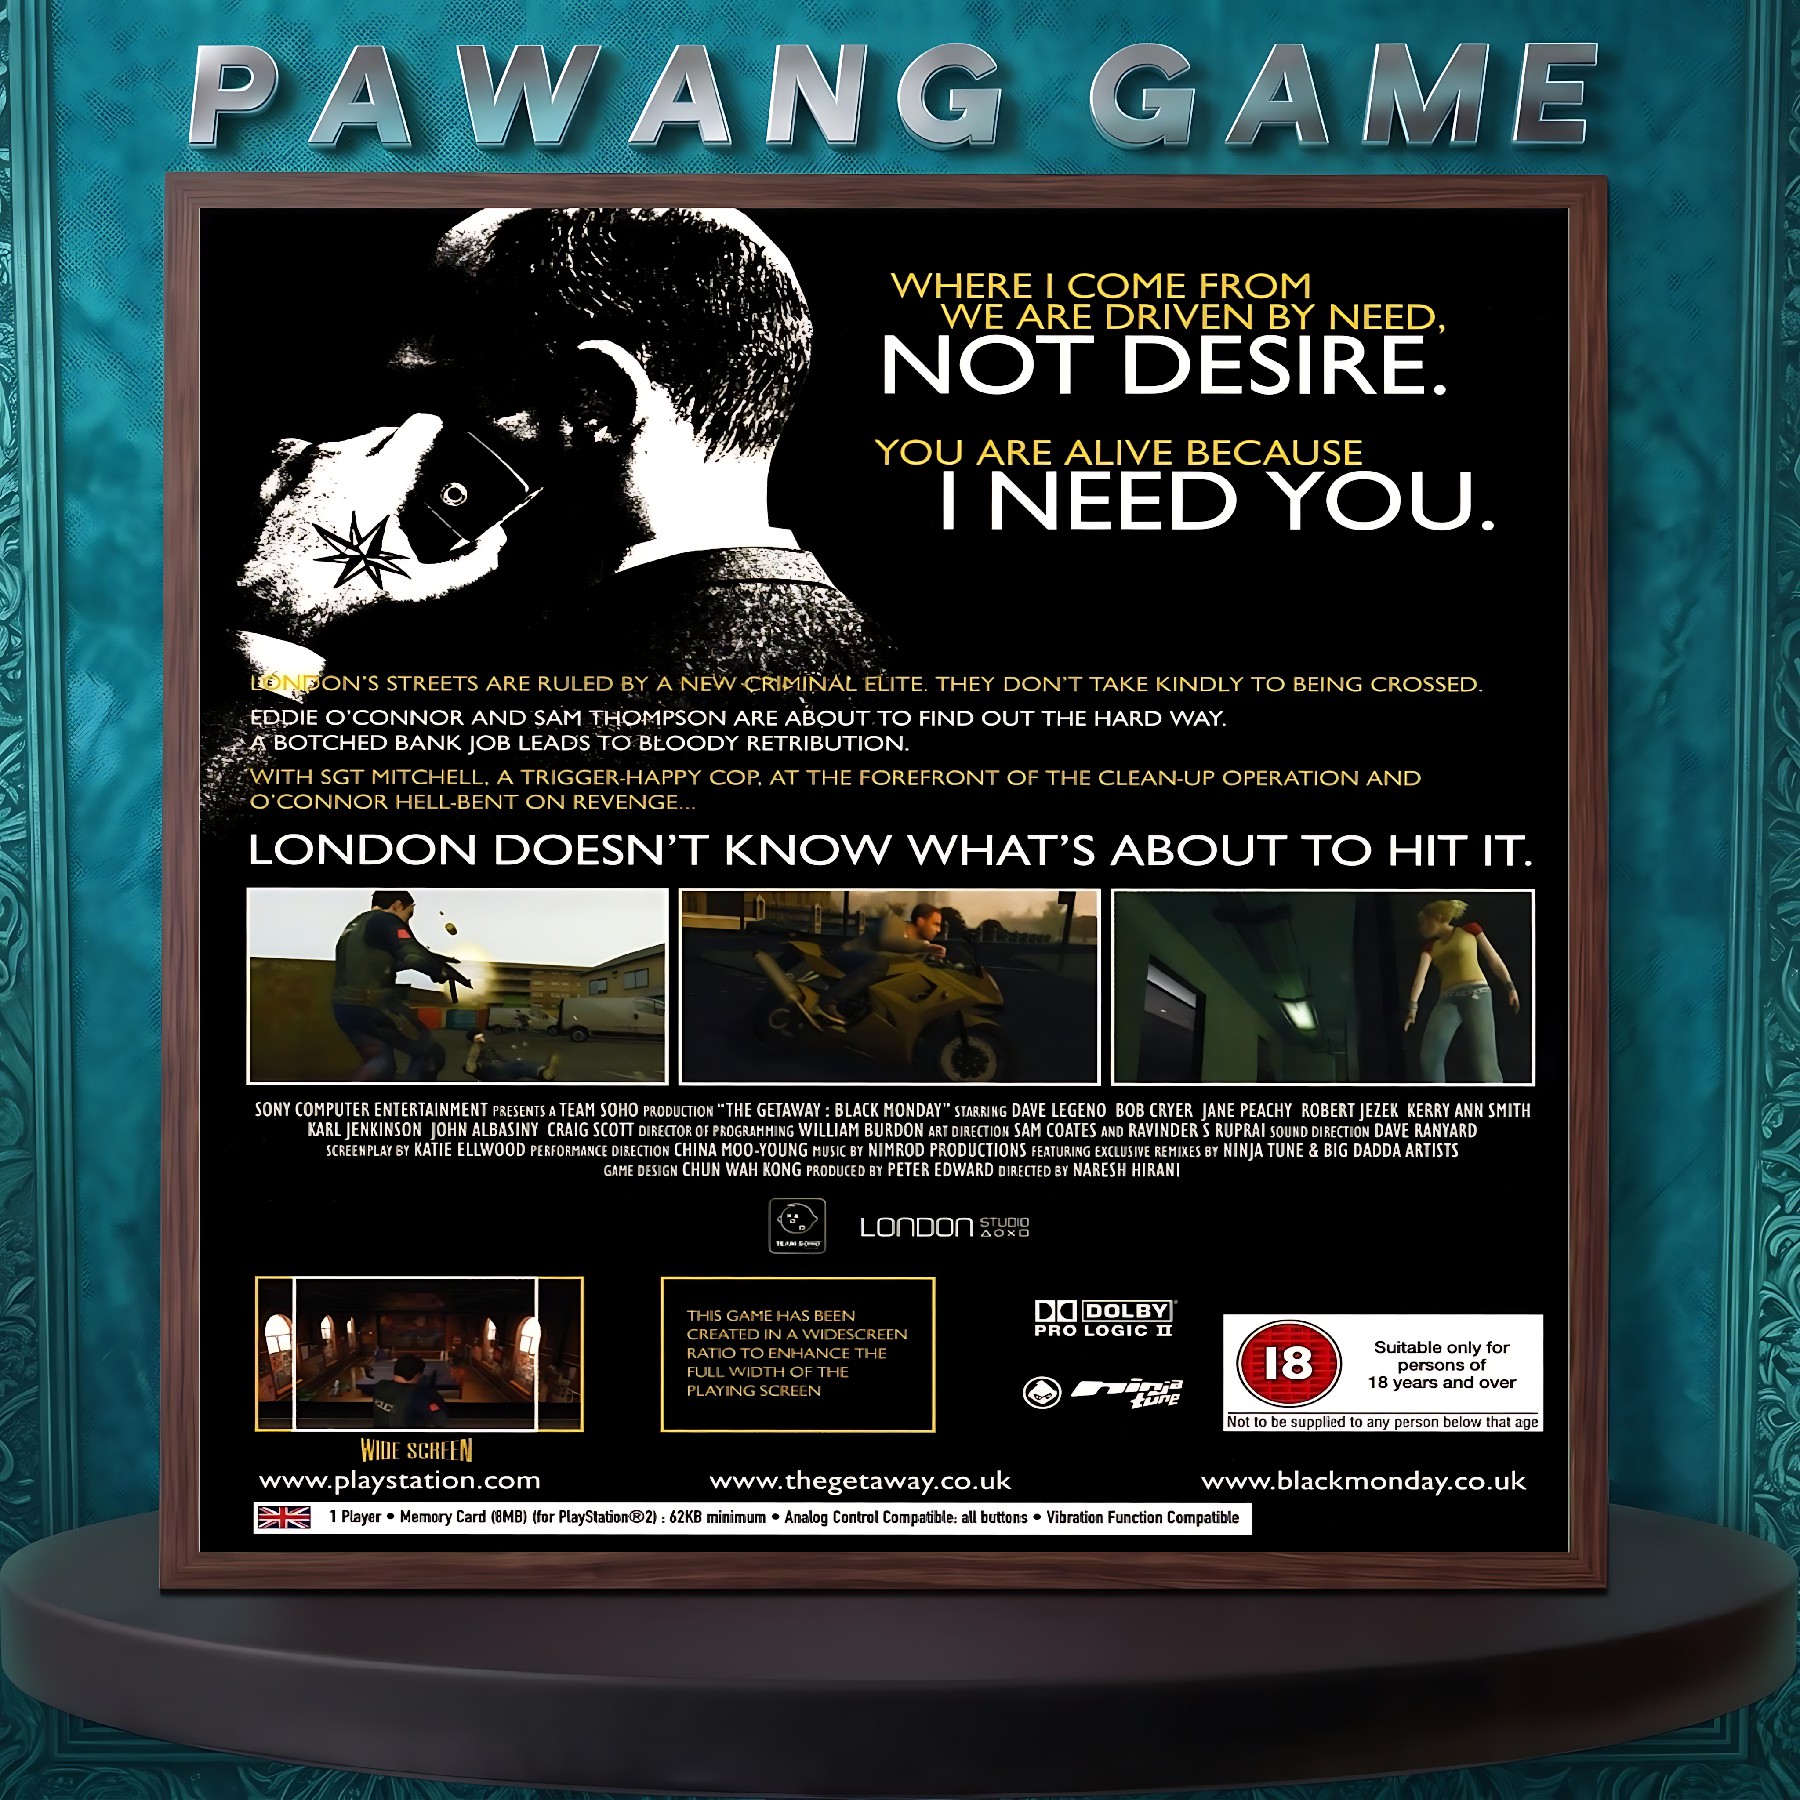 PAWANG GAME
WHERE I COME FROM
WE ARE DRIVEN BY NEED,
NOT DESIRE.
YOU ARE ALIVE BECAUSE
I NEED YOU.
LONDON'S STREETS ARE RULED BY A NEW CRIMINAL ELITE. THEY DON'T TAKE KINDLY TO BEING CROSSED.
EDDIE O'CONNOR AND SAM THOMPSON ARE ABOUT TO FIND OUT THE HARD WAY.
A BOTCHED BANK JOB LEADS TO BLOODY RETRIBUTION.
WITH SGT MITCHELL, A TRIGGER-HAPPY COP, AT THE FOREFRONT OF THE CLEAN-UP OPERATION AND
O'CONNOR HELL-BENT ON REVENGE...
LONDON DOESN'T KNOW WHAT'S ABOUT TO HIT IT.
SONY COMPUTER ENTERTAINMENT PRESENTS A TEAM SOHO PRODUCTION "THE GETAWAY : BLACK MONDAY" STARRING DAVE LEGENO BOB CRYER JANE PEACHY ROBERT JEZEK KERRY ANN SMITH
KARL JENKINSON JOHN ALBASINY CRAIG SCOTT DIRECTOR OF PROGRAMMING WILLIAM BURDON ART DIRECTION SAM COATES AND RAVINDER S RUPRAI SOUND DIRECTION DAVE RANYARD
SCREENPLAY BY KATIE ELLWOOD PERFORMANCE DIRECTION CHINA MOO-YOUNG MUSIC BY NIMROD PRODUCTIONS FEATURING EXCLUSIVE REMIXES BY NINJA TUNE & BIG DADDA ARTISTS
GAME DESIGN CHUN WAH KONG PRODUCED BY PETER EDWARD DIRECTED BY NARESH HIRANI
TEAM SOHO
LONDON STUDIO
THIS GAME HAS BEEN
CREATED IN A WIDESCREEN
RATIO TO ENHANCE THE
FULL WIDTH OF THE
PLAYING SCREEN
WIDE SCREEN
DOLBY
PRO LOGIC II
ninja tune
18
Suitable only for
persons of
18 years and over
Not to be supplied to any person below that age
www.playstation.com
www.thegetaway.co.uk
www.blackmonday.co.uk
1 Player • Memory Card (8MB) (for PlayStation®2) : 62KB minimum • Analog Control Compatible: all buttons • Vibration Function Compatible